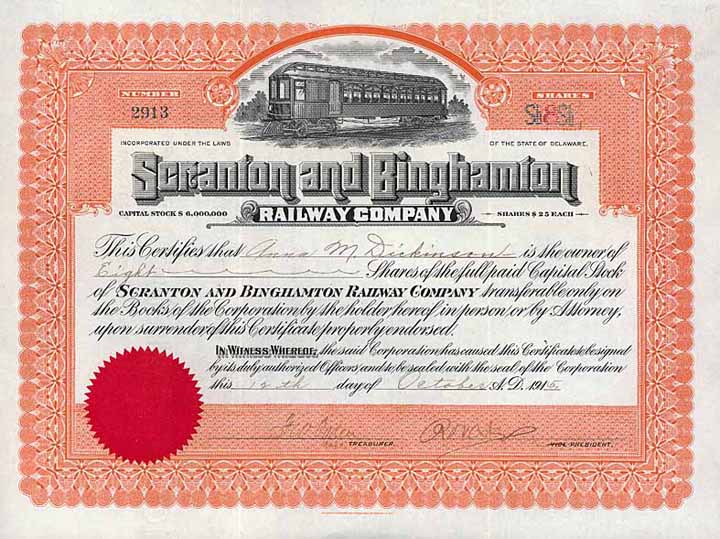 NUMBER
2913
SHARES
8
INCORPORATED UNDER THE LAWS
OF THE STATE OF DELAWARE.
Scranton and Binghamton
CAPITAL STOCK $ 6,000,000
RAILWAY COMPANY
SHARES $ 25 EACH
This Certifies that Anna M. Dickinson is the owner of
Eight Shares of the full paid Capital Stock
of SCRANTON AND BINGHAMTON RAILWAY COMPANY transferable only on
the Books of the Corporation by the holder hereof in person or by Attorney,
upon surrender of this Certificate properly endorsed.
IN WITNESS WHEREOF, the said Corporation has caused this Certificate to be signed
by its duly authorized Officers and to be sealed with the seal of the Corporation
this 12th day of October A.D. 1915
TREASURER.
VICE-PRESIDENT.